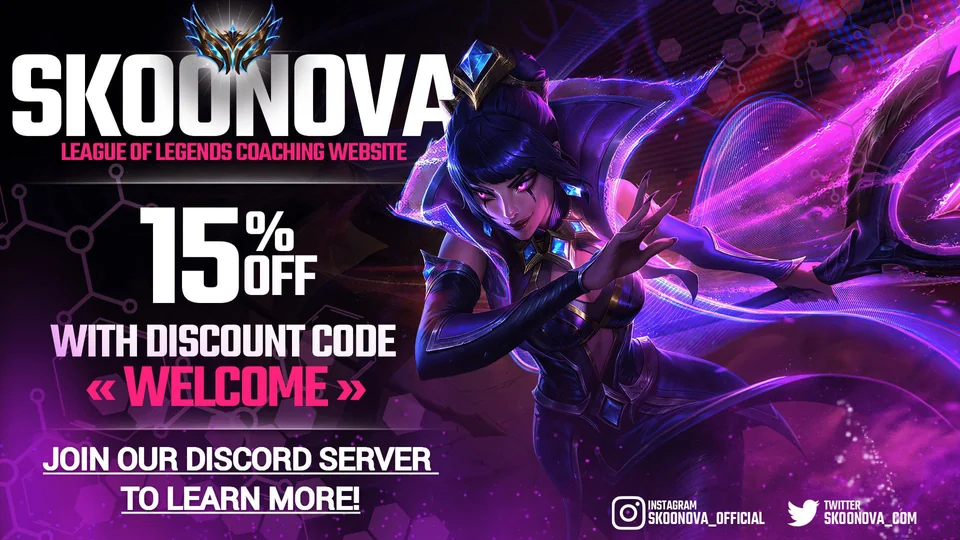 SKOONOVA
LEAGUE OF LEGENDS COACHING WEBSITE
15% OFF
WITH DISCOUNT CODE
« WELCOME »
JOIN OUR DISCORD SERVER
TO LEARN MORE!
INSTAGRAM
SKOONOVA_OFFICIAL
TWITTER
SKOONOVA_COM